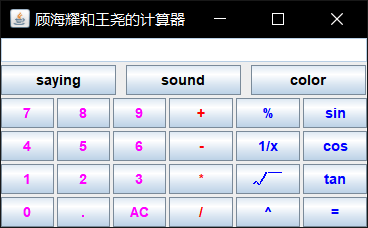 顾海耀和王尧的计算器
saying sound color
7 8 9 + % sin
4 5 6 - 1/x cos
1 2 3 * √ tan
0 . AC / ^ =